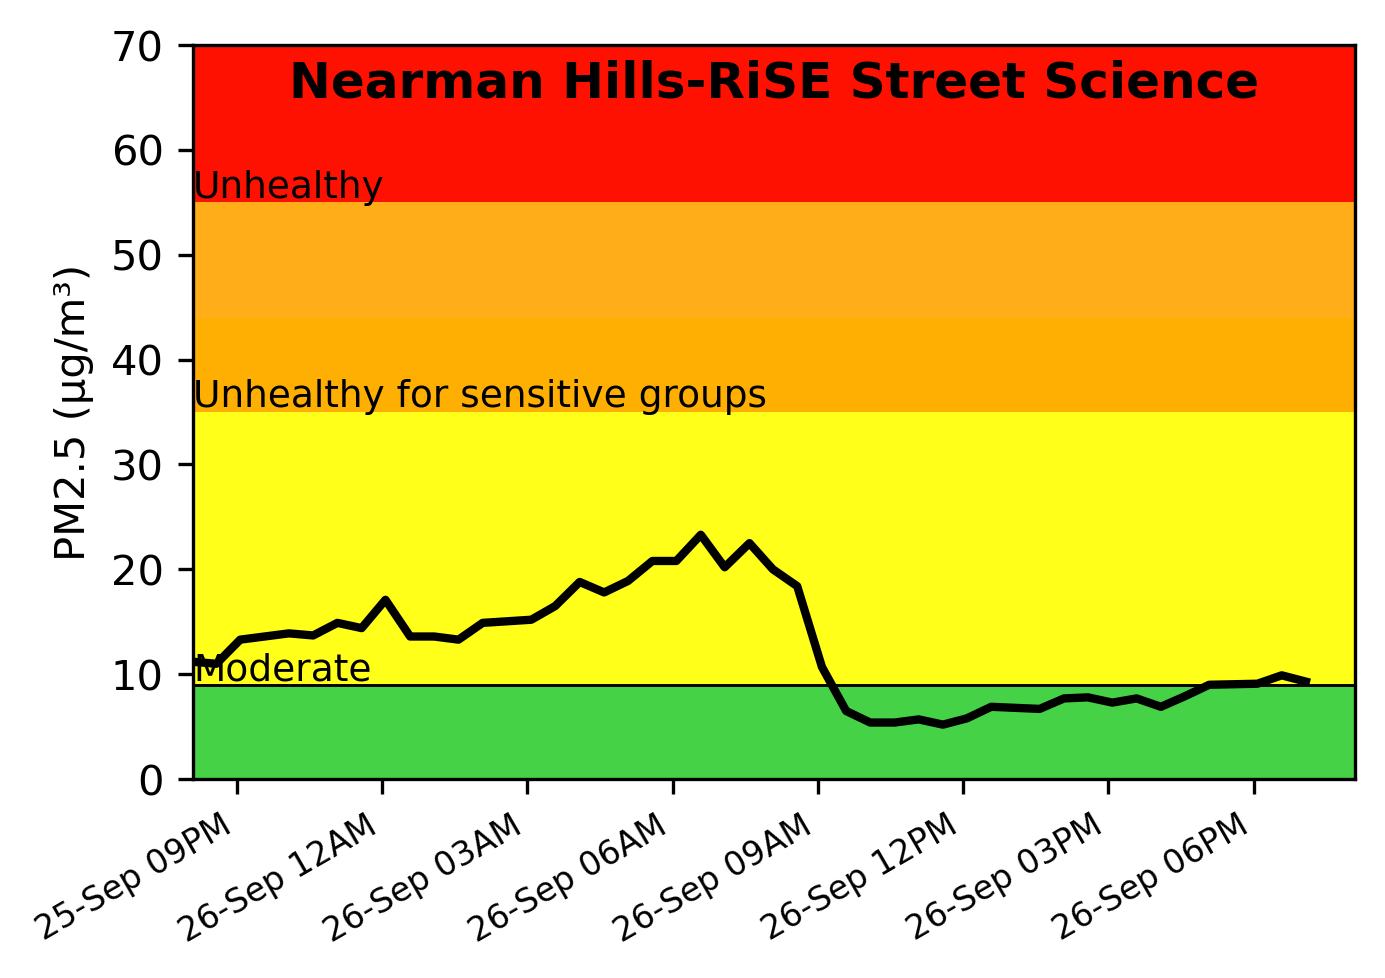 Nearman Hills-RiSE Street Science
PM2.5 (µg/m³)
70
60
50
40
30
20
10
0
Unhealthy
Unhealthy for sensitive groups
Moderate
25-Sep 09PM
26-Sep 12AM
26-Sep 03AM
26-Sep 06AM
26-Sep 09AM
26-Sep 12PM
26-Sep 03PM
26-Sep 06PM